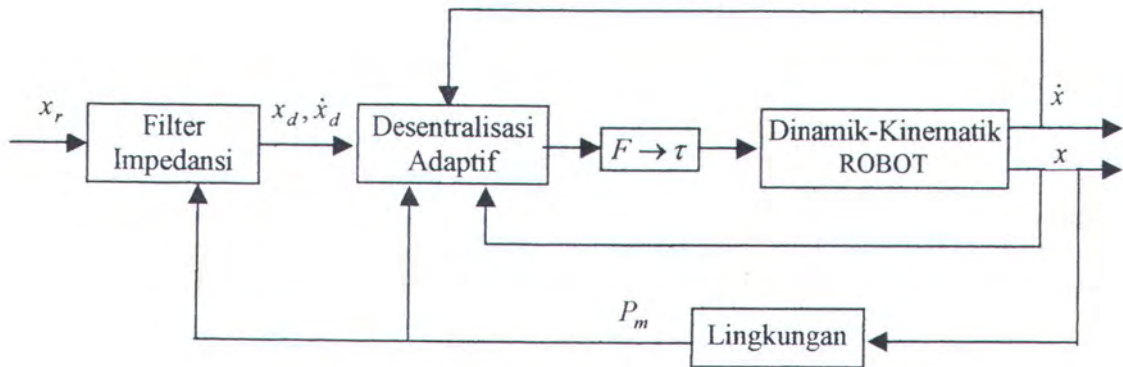 x_r
Filter
Impedansi
x_d, ẋ_d
Desentralisasi
Adaptif
F → τ
Dinamik-Kinematik
ROBOT
ẋ
x
P_m
Lingkungan